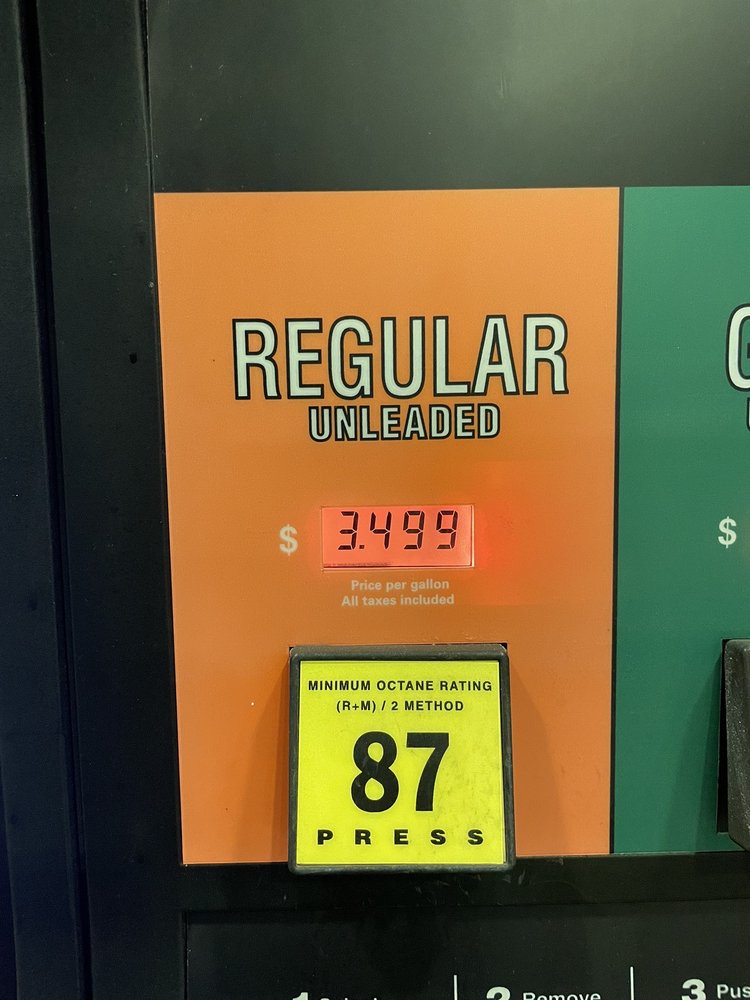 REGULAR
UNLEADED
$ 3.499
$
Price per gallon
All taxes included
MINIMUM OCTANE RATING
(R+M) / 2 METHOD
87
PRESS
1
2 Remove
3